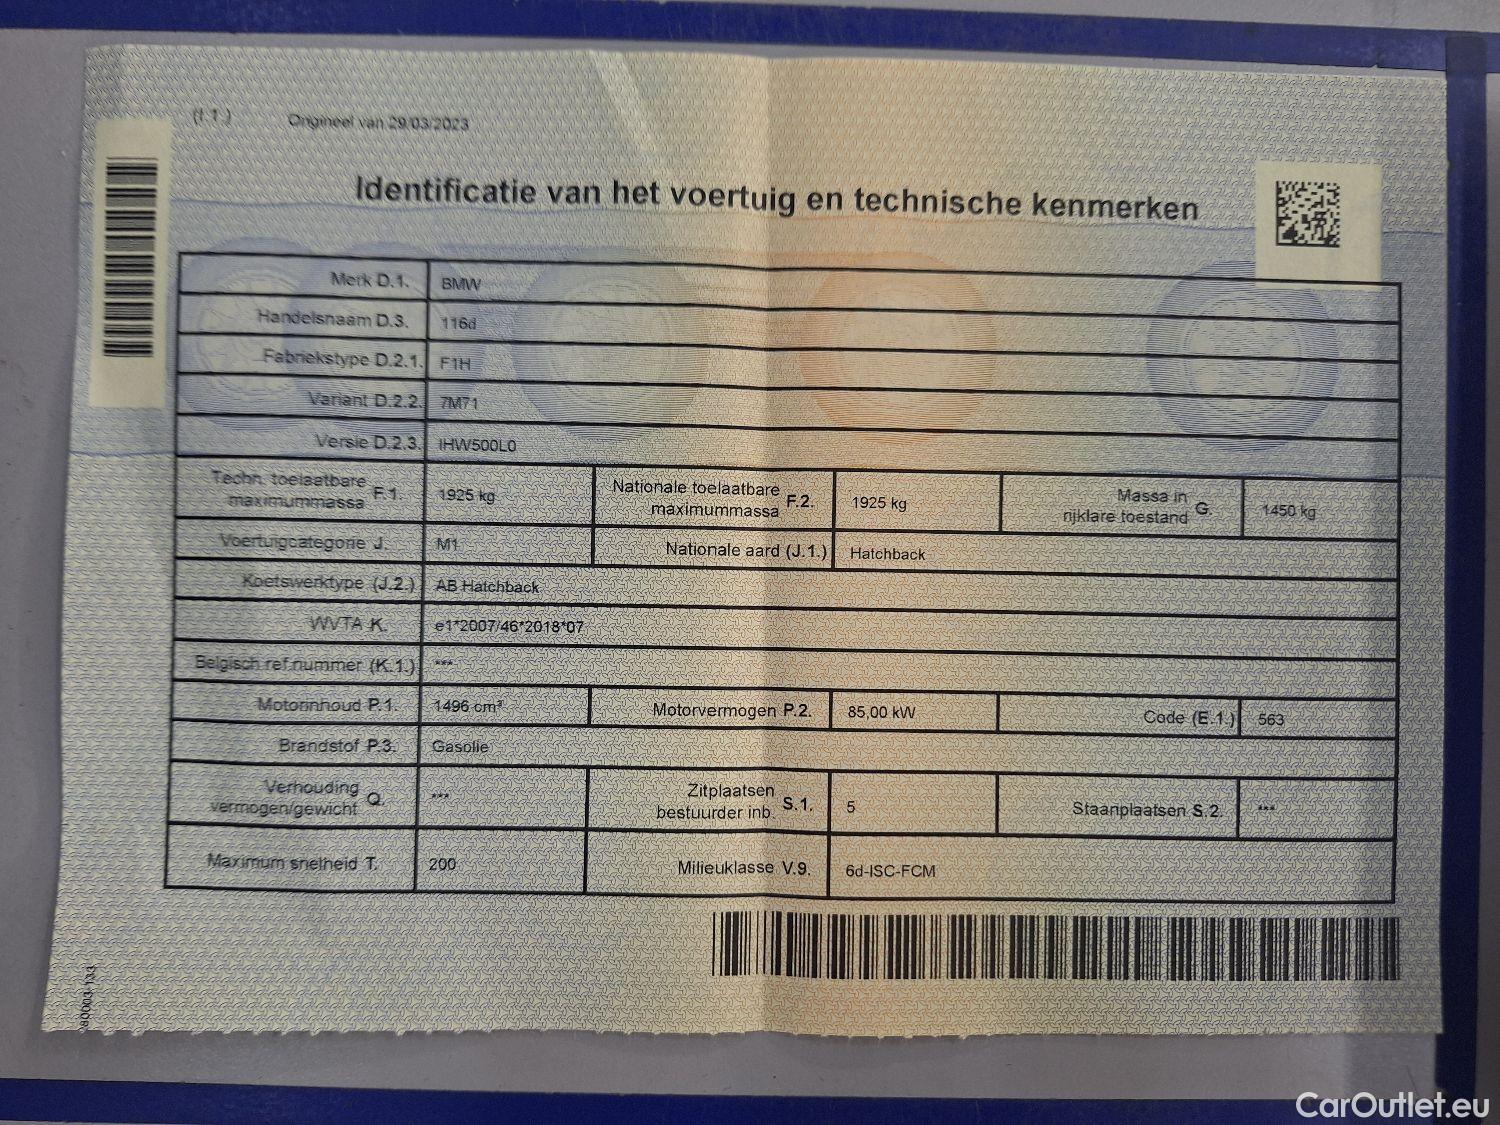 (I.1.) Origineel van 29/03/2023
Identificatie van het voertuig en technische kenmerken
Merk D.1. BMW
Handelsnaam D.3. 116d
Fabriekstype D.2.1. F1H
Variant D.2.2. 7M71
Versie D.2.3. IHW500L0
Techn. toelaatbare
maximummassa F.1. 1925 kg
Nationale toelaatbare
maximummassa F.2. 1925 kg
Massa in
rijklare toestand G. 1450 kg
Voertuigcategorie J. M1 Nationale aard (J.1.) Hatchback
Koetswerktype (J.2.) AB Hatchback
WVTA K. e1*2007/46*2018*07
Belgisch ref.nummer (K.1.) ***
Motorinhoud P.1. 1496 cm³ Motorvermogen P.2. 85,00 kW Code (E.1.) 563
Brandstof P.3. Gasolie
Verhouding
vermogen/gewicht Q. ***
Zitplaatsen
bestuurder inb. S.1. 5
Staanplaatsen S.2. ***
Maximum snelheid T. 200 Milieuklasse V.9. 6d-ISC-FCM
CarOutlet.eu